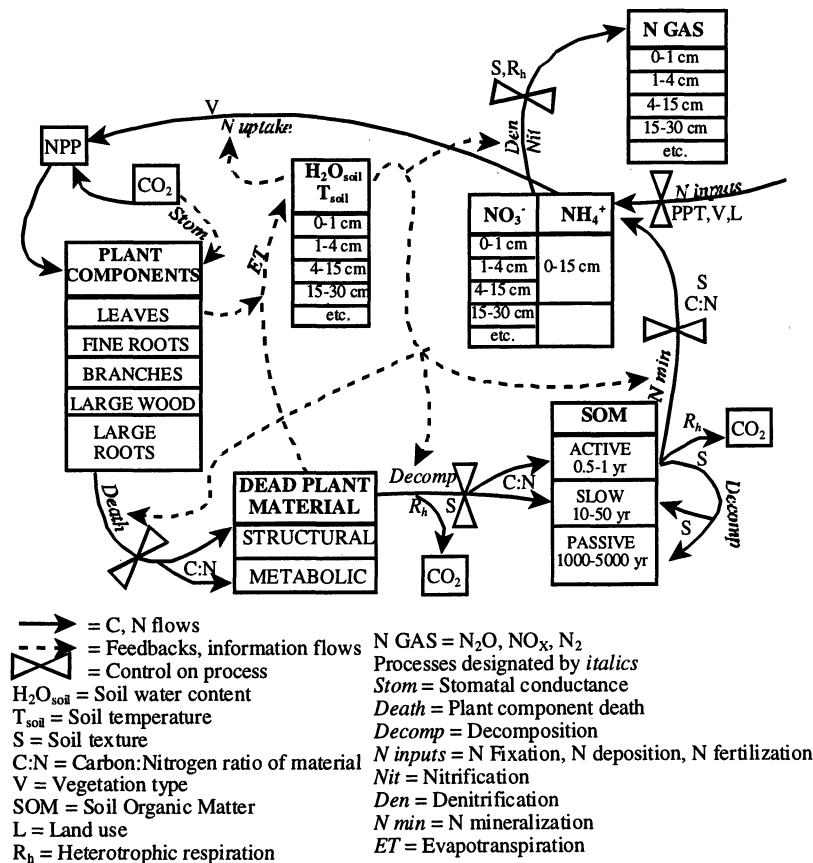 N GAS
0-1 cm
1-4 cm
4-15 cm
15-30 cm
etc.
S,Rh
Den
Nit
V
N uptake
NPP
CO2
Stom
H2Osoil
Tsoil
0-1 cm
1-4 cm
4-15 cm
15-30 cm
etc.
ET
N inputs
PPT,V,L
NO3- NH4+
0-1 cm
1-4 cm
4-15 cm
15-30 cm
etc.
0-15 cm
S
C:N
N min
PLANT
COMPONENTS
LEAVES
FINE ROOTS
BRANCHES
LARGE WOOD
LARGE
ROOTS
Death
C:N
DEAD PLANT
MATERIAL
STRUCTURAL
METABOLIC
Decomp
Rh
S
CO2
C:N
SOM
ACTIVE
0.5-1 yr
SLOW
10-50 yr
PASSIVE
1000-5000 yr
Rh
CO2
S
S
Decomp
= C, N flows
= Feedbacks, information flows
= Control on process
H2Osoil = Soil water content
Tsoil = Soil temperature
S = Soil texture
C:N = Carbon:Nitrogen ratio of material
V = Vegetation type
SOM = Soil Organic Matter
L = Land use
Rh = Heterotrophic respiration
N GAS = N2O, NOX, N2
Processes designated by italics
Stom = Stomatal conductance
Death = Plant component death
Decomp = Decomposition
N inputs = N Fixation, N deposition, N fertilization
Nit = Nitrification
Den = Denitrification
N min = N mineralization
ET = Evapotranspiration